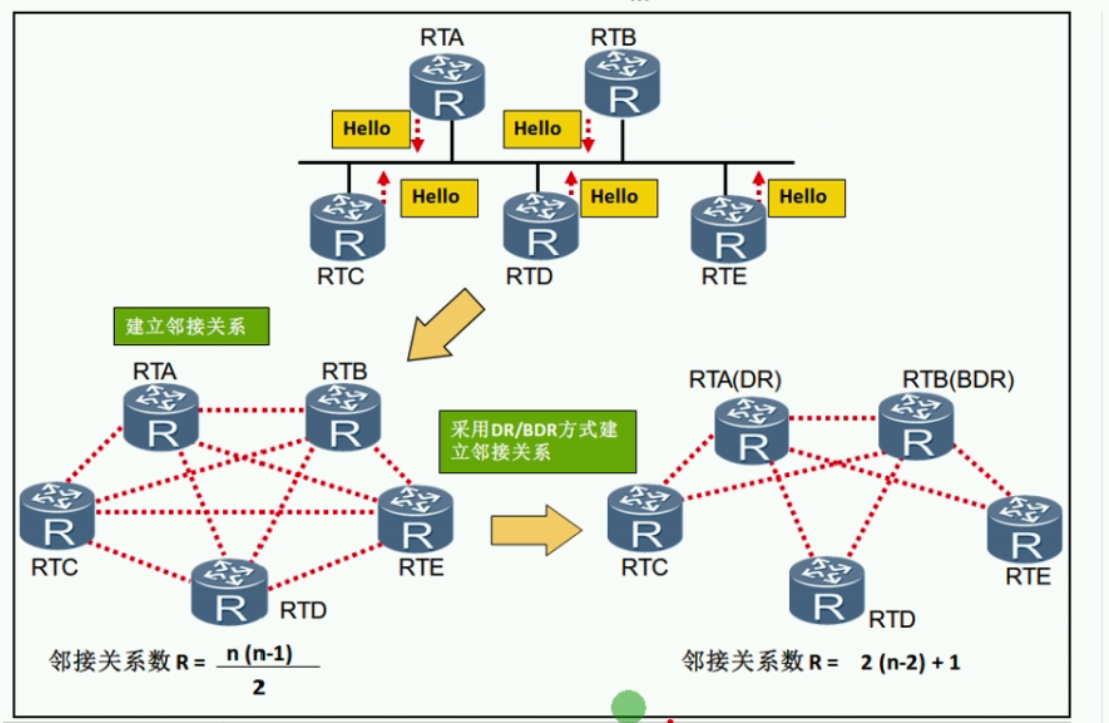 RTA RTB
R R
Hello Hello
Hello Hello Hello
R R R
RTC RTD RTE
建立邻接关系
RTA RTB
R R
R R
RTC RTE
R
RTD
邻接关系数 R = n (n-1)
2
采用DR/BDR方式建
立邻接关系
RTA(DR) RTB(BDR)
R R
R R
RTC RTE
R
RTD
邻接关系数 R = 2 (n-2) + 1